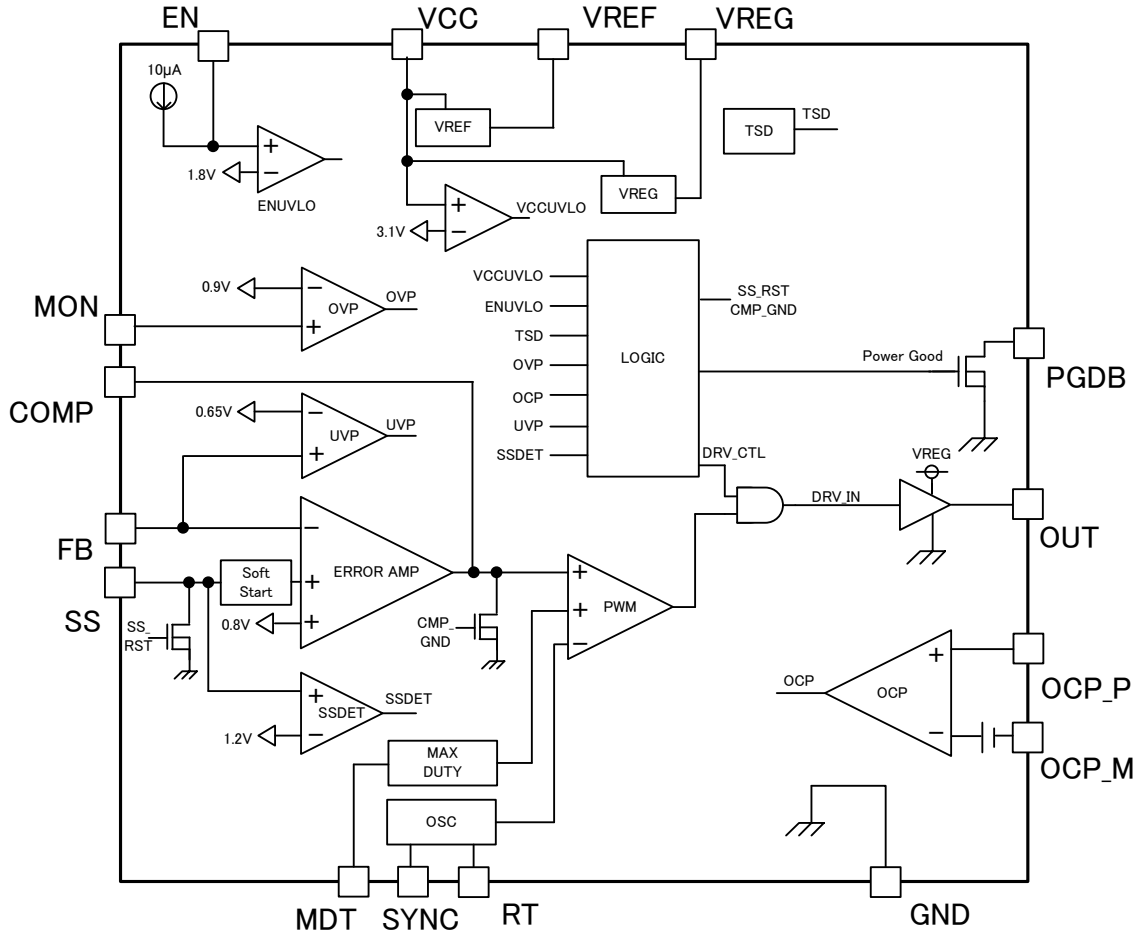 EN
VCC
VREF
VREG
10µA
VREF
TSD
TSD
1.8V
+
−
ENUVLO
VREG
3.1V
+
−
VCCUVLO
MON
0.9V
−
+
OVP
OVP
VCCUVLO
ENUVLO
TSD
OVP
OCP
UVP
SSDET
LOGIC
SS_RST
CMP_GND
Power Good
PGDB
COMP
0.65V
−
+
UVP
UVP
DRV_CTL
DRV_IN
VREG
OUT
FB
−
+
+
ERROR AMP
SS
Soft
Start
0.8V
SS_
RST
CMP_
GND
+
+
−
PWM
+
−
SSDET
SSDET
1.2V
OCP
OCP
+
−
OCP_P
OCP_M
MAX
DUTY
OSC
MDT
SYNC
RT
GND